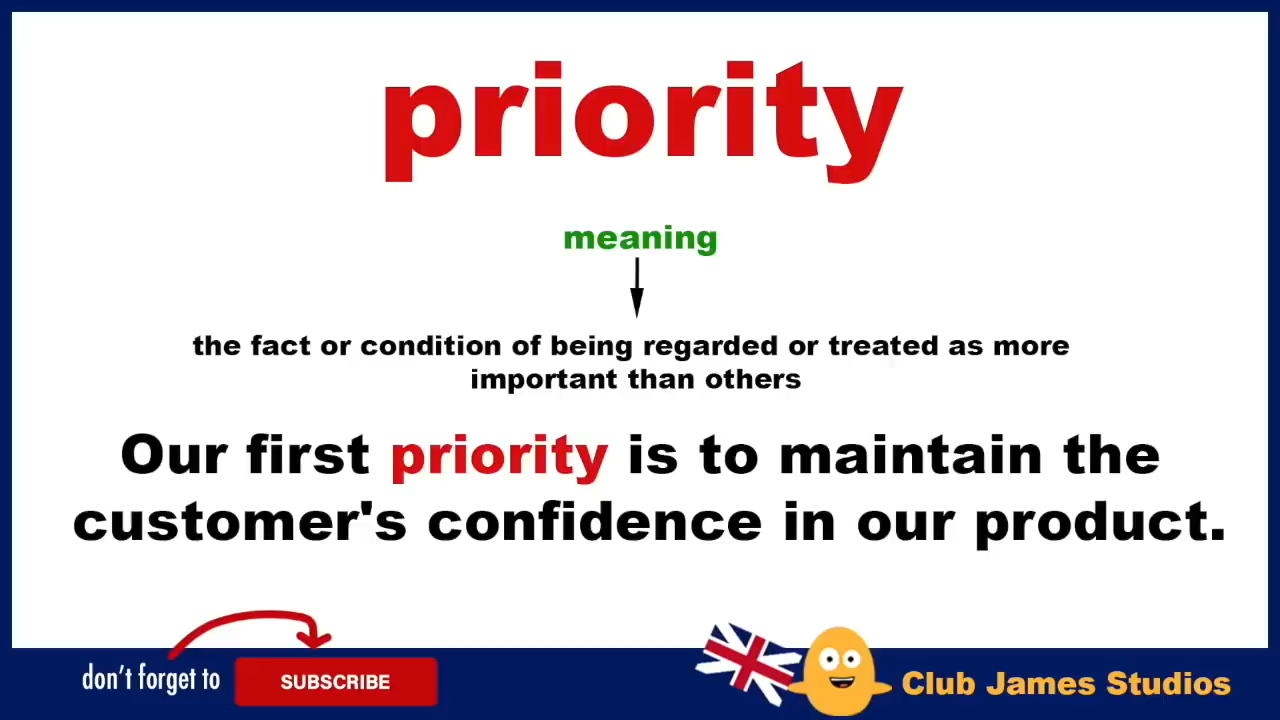 priority
meaning
the fact or condition of being regarded or treated as more
important than others
Our first priority is to maintain the
customer's confidence in our product.
don't forget to
SUBSCRIBE
Club James Studios